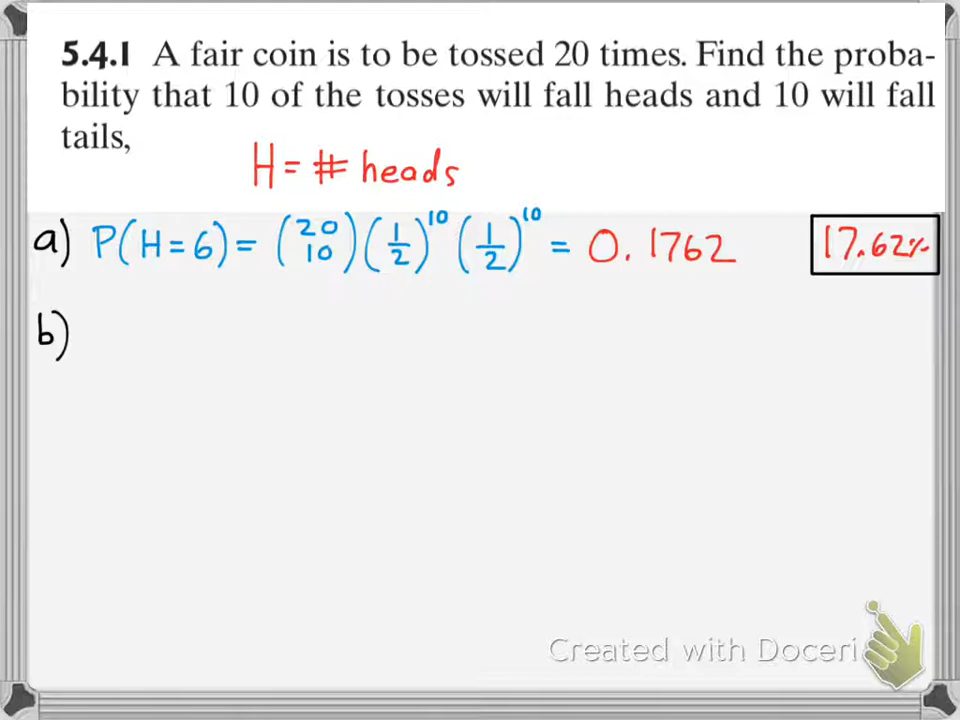 5.4.1 A fair coin is to be tossed 20 times. Find the proba-
bility that 10 of the tosses will fall heads and 10 will fall
tails,
H = # heads
a) P(H = 6) = (20 10) (1/2)^10 (1/2)^10 = 0.1762 17.62%
b)
Created with Doceri